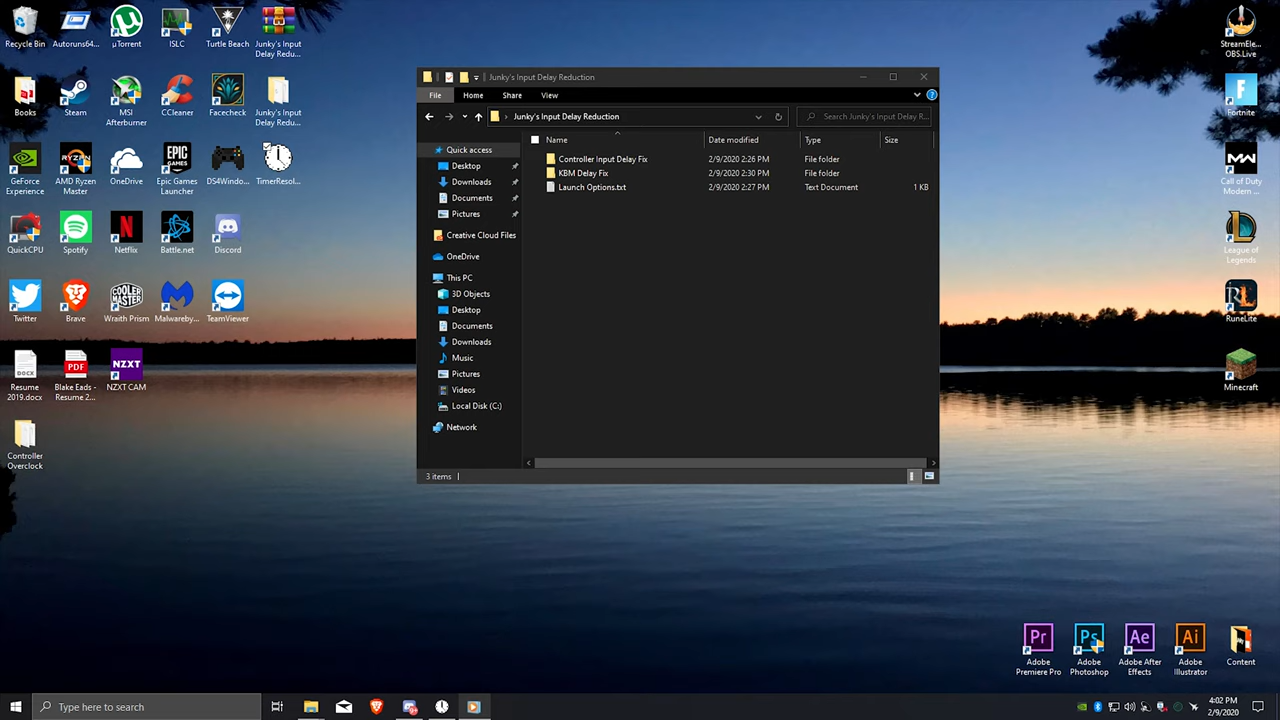 Recycle Bin
Autoruns64...
µTorrent
ISLC
Turtle Beach
Junky's Input
Delay Redu...
Books
Steam
MSI
Afterburner
CCleaner
Facecheck
Junky's Input
Delay Redu...
GeForce
Experience
AMD Ryzen
Master
OneDrive
Epic Games
Launcher
DS4Windo...
TimerResol...
QuickCPU
Spotify
Netflix
Battle.net
Discord
Twitter
Brave
Wraith Prism
Malwareby...
TeamViewer
Resume
2019.docx
Blake Eads -
Resume 2...
NZXT CAM
Controller
Overclock
Junky's Input Delay Reduction
File
Home
Share
View
Junky's Input Delay Reduction
Search Junky's Input Delay R...
Name
Date modified
Type
Size
Quick access
Desktop
Downloads
Documents
Pictures
Creative Cloud Files
OneDrive
This PC
3D Objects
Desktop
Documents
Downloads
Music
Pictures
Videos
Local Disk (C:)
Network
Controller Input Delay Fix 2/9/2020 2:26 PM File folder
KBM Delay Fix 2/9/2020 2:30 PM File folder
Launch Options.txt 2/9/2020 2:27 PM Text Document 1 KB
3 items
StreamEle...
OBS.Live
Fortnite
Call of Duty
Modern ...
League of
Legends
RuneLite
Minecraft
Adobe
Premiere Pro
Adobe
Photoshop
Adobe After
Effects
Adobe
Illustrator
Content
Type here to search
4:02 PM
2/9/2020